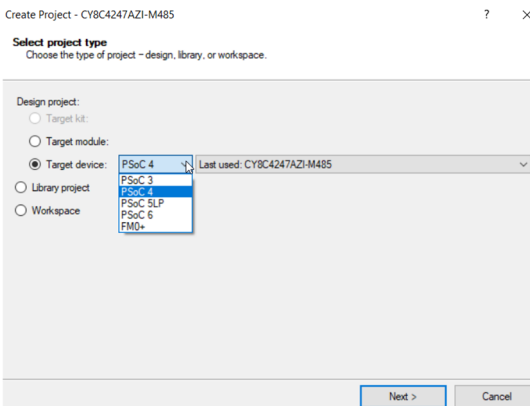 Create Project - CY8C4247AZI-M485 ?
Select project type
Choose the type of project - design, library, or workspace.
Design project:
Target kit:
Target module:
Target device: PSoC 4 Last used: CY8C4247AZI-M485
PSoC 3
PSoC 4
PSoC 5LP
PSoC 6
FM0+
Library project
Workspace
Next > Cancel